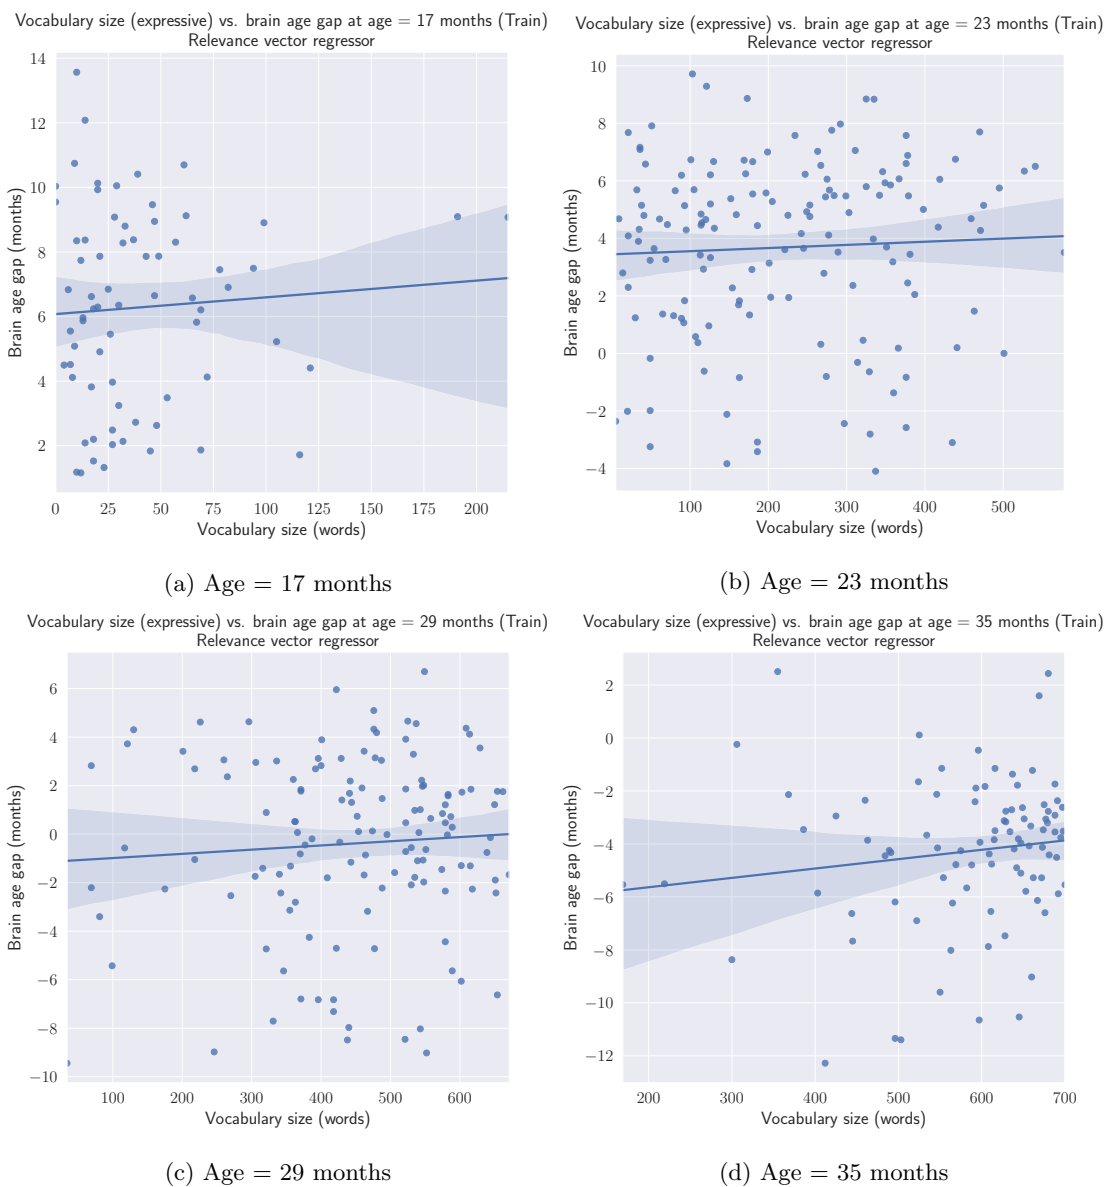 Vocabulary size (expressive) vs. brain age gap at age = 17 months (Train)
Relevance vector regressor
14
12
10
8
6
4
2
Brain age gap (months)
0 25 50 75 100 125 150 175 200
Vocabulary size (words)
(a) Age = 17 months
Vocabulary size (expressive) vs. brain age gap at age = 23 months (Train)
Relevance vector regressor
10
8
6
4
2
0
−2
−4
Brain age gap (months)
100 200 300 400 500
Vocabulary size (words)
(b) Age = 23 months
Vocabulary size (expressive) vs. brain age gap at age = 29 months (Train)
Relevance vector regressor
6
4
2
0
−2
−4
−6
−8
−10
Brain age gap (months)
100 200 300 400 500 600
Vocabulary size (words)
(c) Age = 29 months
Vocabulary size (expressive) vs. brain age gap at age = 35 months (Train)
Relevance vector regressor
2
0
−2
−4
−6
−8
−10
−12
Brain age gap (months)
200 300 400 500 600 700
Vocabulary size (words)
(d) Age = 35 months